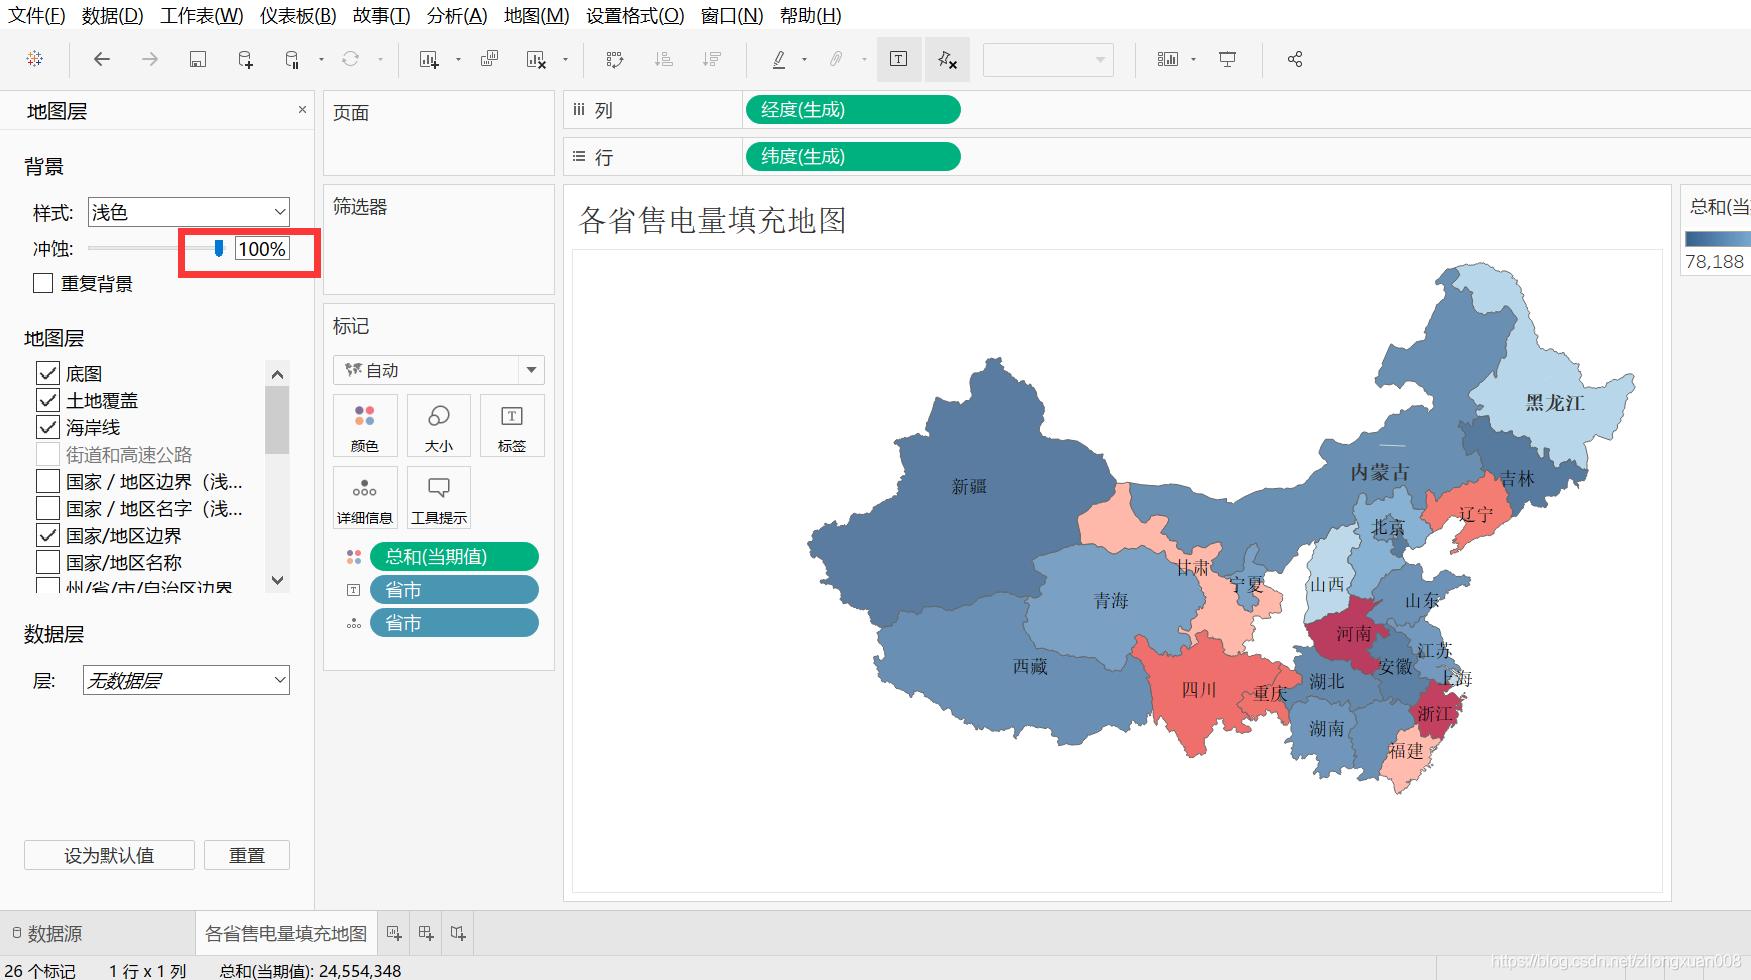 文件(F) 数据(D) 工作表(W) 仪表板(B) 故事(T) 分析(A) 地图(M) 设置格式(O) 窗口(N) 帮助(H)
地图层 ×
背景
样式: 浅色
冲蚀: 100%
重复背景
地图层
底图
土地覆盖
海岸线
街道和高速公路
国家 / 地区边界（浅...
国家 / 地区名字（浅...
国家/地区边界
国家/地区名称
州/省/市/自治区边界
数据层
层: 无数据层
设为默认值 重置
页面
筛选器
标记
自动
颜色 大小 标签
详细信息 工具提示
总和(当期值)
省市
省市
列 经度(生成)
行 纬度(生成)
各省售电量填充地图
黑龙江
内蒙古
吉林
新疆
辽宁
北京
甘肃
宁夏
山西
青海
山东
河南
江苏
西藏
安徽
上海
四川
重庆
湖北
浙江
湖南
福建
总和(当
78,188
数据源 各省售电量填充地图
26 个标记 1 行 x 1 列 总和(当期值): 24,554,348
https://blog.csdn.net/zilongxuan008